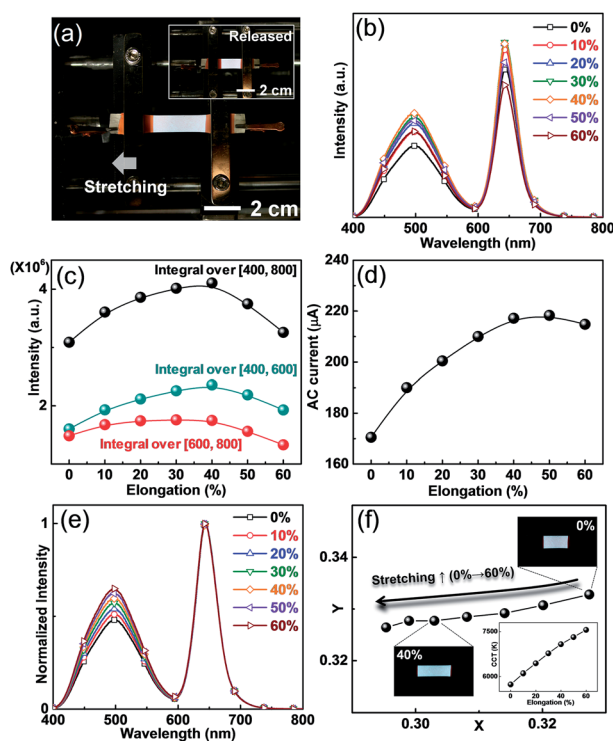 (a)
Released
2 cm
Stretching
2 cm
(b)
Intensity (a.u.)
0%
10%
20%
30%
40%
50%
60%
400 500 600 700 800
Wavelength (nm)
(c)
(X10⁶)
Intensity (a.u.)
4
2
Integral over [400, 800]
Integral over [400, 600]
Integral over [600, 800]
0 10 20 30 40 50 60
Elongation (%)
(d)
AC current (μA)
240
220
200
180
160
0 10 20 30 40 50 60
Elongation (%)
(e)
Normalized Intensity
1
0%
10%
20%
30%
40%
50%
60%
400 500 600 700 800
Wavelength (nm)
(f)
Y
0.34
0.32
0%
Stretching ↑ (0%→60%)
40%
CCT (K)
7500
6000
0 10 20 30 40 50 60
Elongation (%)
0.30 0.32
X